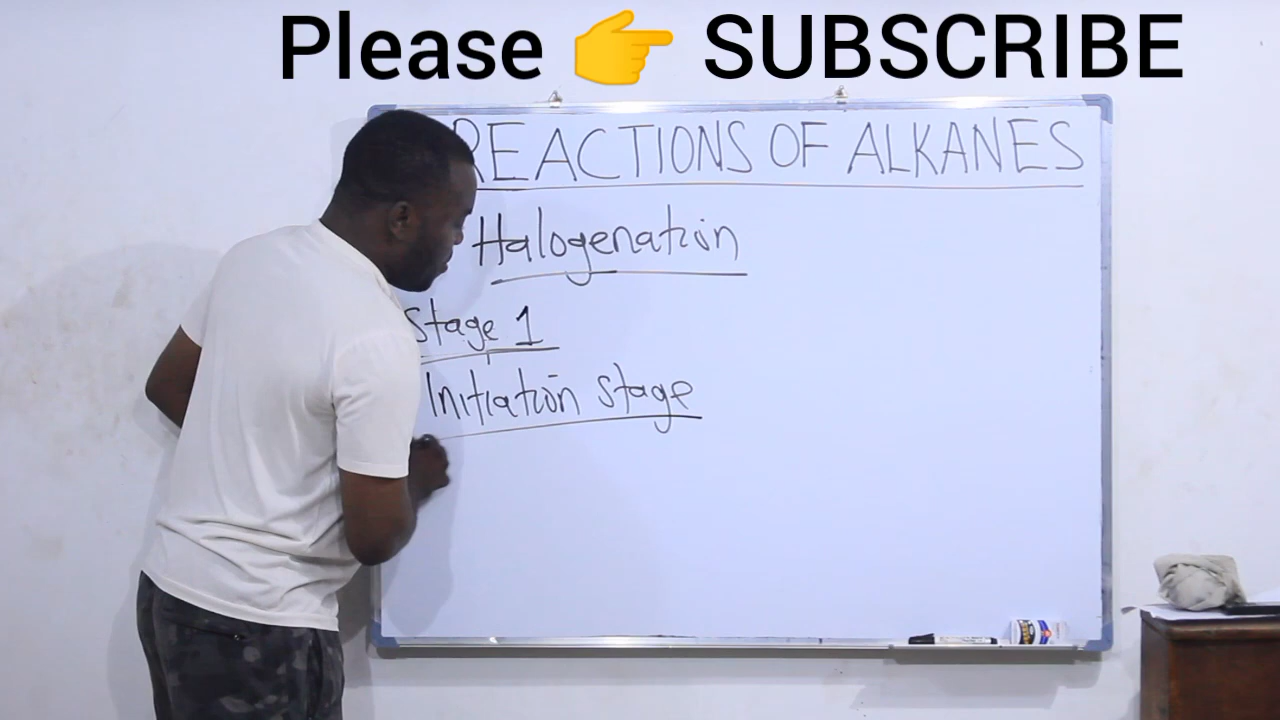 Please 👉 SUBSCRIBE
REACTIONS OF ALKANES
Halogenation
Stage 1
Initiation stage